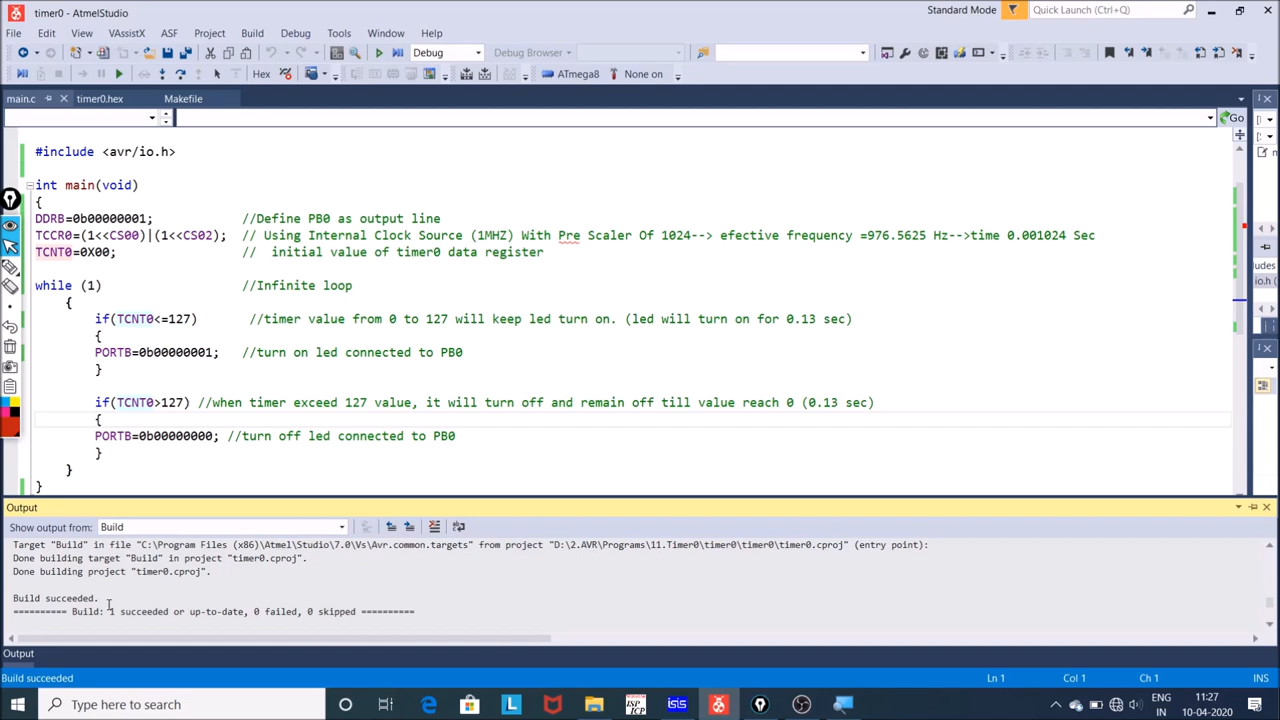 timer0 - AtmelStudio
Standard Mode
Quick Launch (Ctrl+Q)
File Edit View VAssistX ASF Project Build Debug Tools Window Help
Debug
Debug Browser
Hex
ATmega8
None on
main.c
timer0.hex
Makefile
Go
#include <avr/io.h>
int main(void)
{
DDRB=0b00000001; //Define PB0 as output line
TCCR0=(1<<CS00)|(1<<CS02); // Using Internal Clock Source (1MHZ) With Pre Scaler Of 1024--> efective frequency =976.5625 Hz-->time 0.001024 Sec
TCNT0=0X00; // initial value of timer0 data register
while (1) //Infinite loop
{
if(TCNT0<=127) //timer value from 0 to 127 will keep led turn on. (led will turn on for 0.13 sec)
{
PORTB=0b00000001; //turn on led connected to PB0
}
if(TCNT0>127) //when timer exceed 127 value, it will turn off and remain off till value reach 0 (0.13 sec)
{
PORTB=0b00000000; //turn off led connected to PB0
}
}
}
Output
Show output from: Build
Target "Build" in file "C:\Program Files (x86)\Atmel\Studio\7.0\Vs\Avr.common.targets" from project "D:\2.AVR\Programs\11.Timer0\timer0\timer0\timer0.cproj" (entry point):
Done building target "Build" in project "timer0.cproj".
Done building project "timer0.cproj".
Build succeeded.
========== Build: 1 succeeded or up-to-date, 0 failed, 0 skipped ==========
Output
Build succeeded
Ln 1
Col 1
Ch 1
INS
Type here to search
ISP
ICP
isis
ENG
IN
11:27
10-04-2020